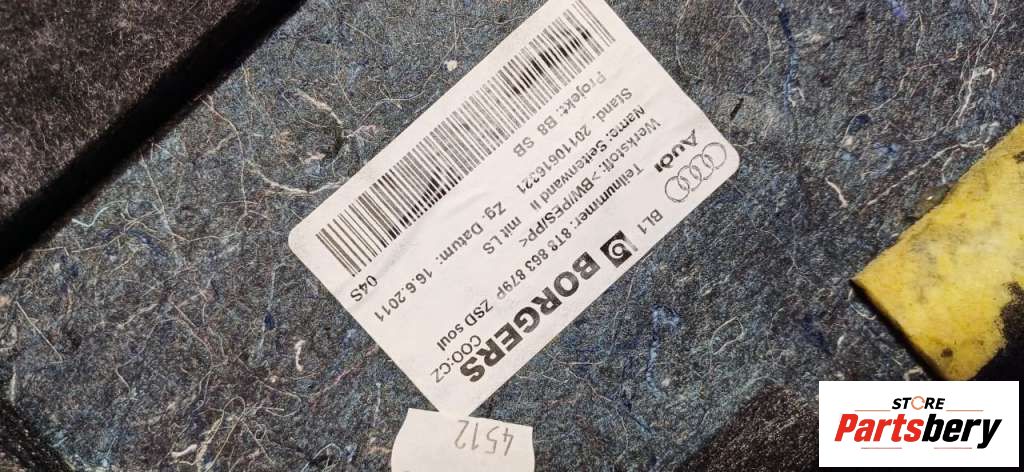 Audi BL1 BORGERS
Teilnummer: 8T8 863 879P ZSD soul
Werkstoff:>BW/PES/PP< COO:CZ
Name: Seitenwand li mit LS
Stand. 20110616321 Zg- Datum: 16.6.2011
Projekt. B8 SB 04S
4512
STORE
Partsbery